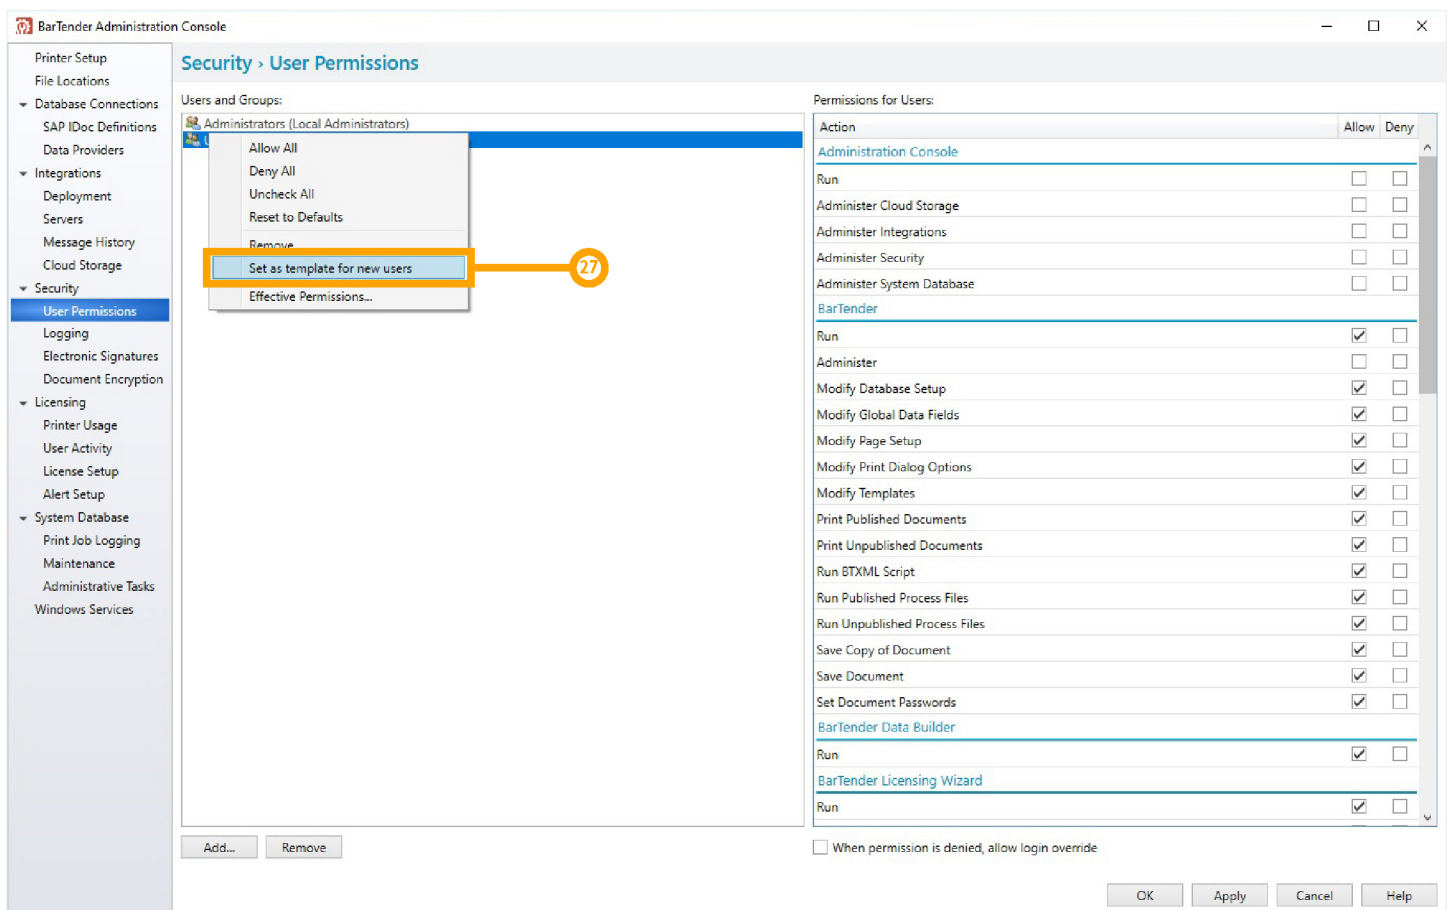 BarTender Administration Console
Printer Setup
File Locations
Database Connections
SAP IDoc Definitions
Data Providers
Integrations
Deployment
Servers
Message History
Cloud Storage
Security
User Permissions
Logging
Electronic Signatures
Document Encryption
Licensing
Printer Usage
User Activity
License Setup
Alert Setup
System Database
Print Job Logging
Maintenance
Administrative Tasks
Windows Services
Security › User Permissions
Users and Groups:
Administrators (Local Administrators)
Allow All
Deny All
Uncheck All
Reset to Defaults
Remove
Set as template for new users
27
Effective Permissions...
Add...
Remove
Permissions for Users:
Action Allow Deny
Administration Console
Run
Administer Cloud Storage
Administer Integrations
Administer Security
Administer System Database
BarTender
Run
Administer
Modify Database Setup
Modify Global Data Fields
Modify Page Setup
Modify Print Dialog Options
Modify Templates
Print Published Documents
Print Unpublished Documents
Run BTXML Script
Run Published Process Files
Run Unpublished Process Files
Save Copy of Document
Save Document
Set Document Passwords
BarTender Data Builder
Run
BarTender Licensing Wizard
Run
When permission is denied, allow login override
OK Apply Cancel Help